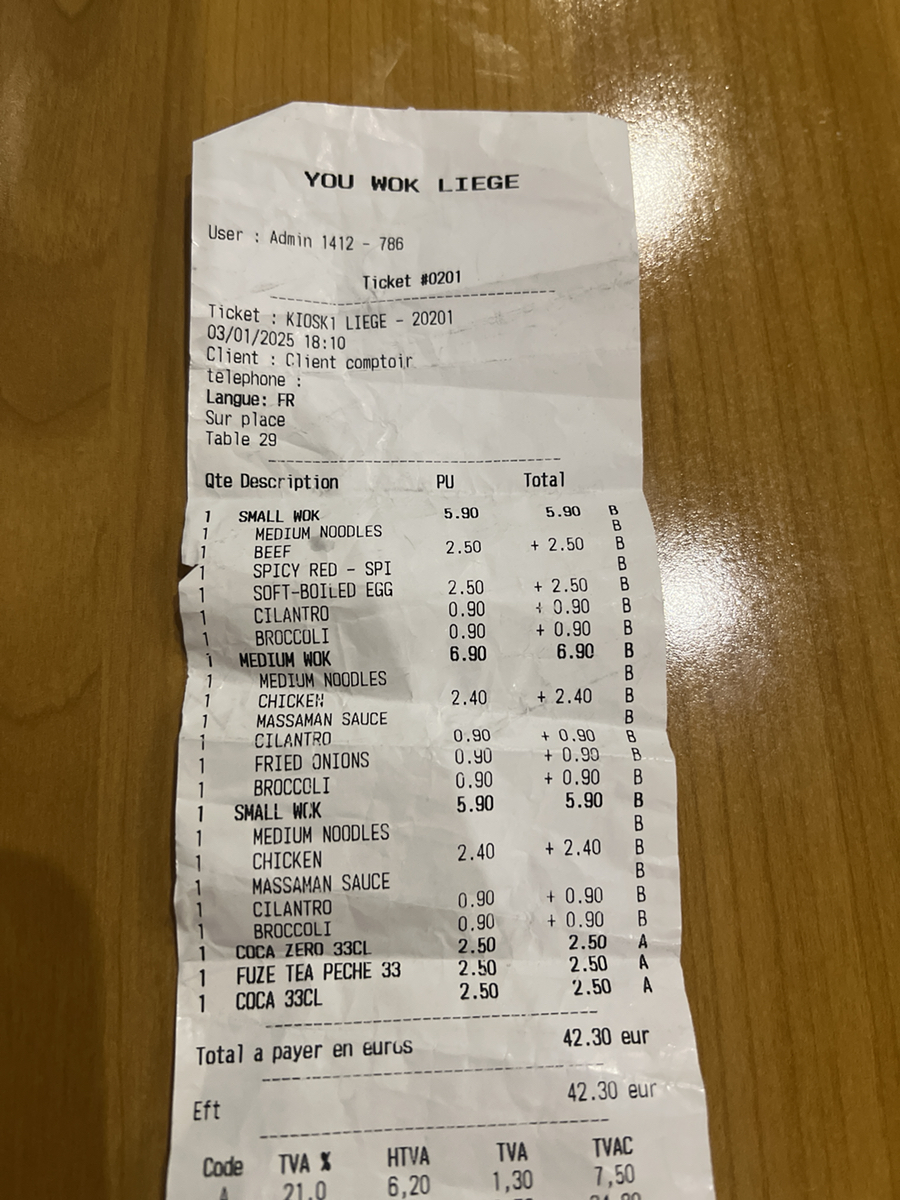 YOU WOK LIEGE
User : Admin 1412 - 786
Ticket #0201
Ticket : KIOSK1 LIEGE - 20201
03/01/2025 18:10
Client : Client comptoir
telephone :
Langue: FR
Sur place
Table 29
Qte Description PU Total
1 SMALL WOK 5.90 5.90 B
1 MEDIUM NOODLES B
1 BEEF 2.50 + 2.50 B
1 SPICY RED - SPI B
1 SOFT-BOILED EGG 2.50 + 2.50 B
1 CILANTRO 0.90 + 0.90 B
1 BROCCOLI 0.90 + 0.90 B
1 MEDIUM WOK 6.90 6.90 B
1 MEDIUM NOODLES B
1 CHICKEN 2.40 + 2.40 B
1 MASSAMAN SAUCE B
1 CILANTRO 0.90 + 0.90 B
1 FRIED ONIONS 0.90 + 0.90 B
1 BROCCOLI 0.90 + 0.90 B
1 SMALL WOK 5.90 5.90 B
1 MEDIUM NOODLES B
1 CHICKEN 2.40 + 2.40 B
1 MASSAMAN SAUCE B
1 CILANTRO 0.90 + 0.90 B
1 BROCCOLI 0.90 + 0.90 B
1 COCA ZERO 33CL 2.50 2.50 A
1 FUZE TEA PECHE 33 2.50 2.50 A
1 COCA 33CL 2.50 2.50 A
Total a payer en euros 42.30 eur
Eft 42.30 eur
Code TVA % HTVA TVA TVAC
A 21.0 6,20 1,30 7,50